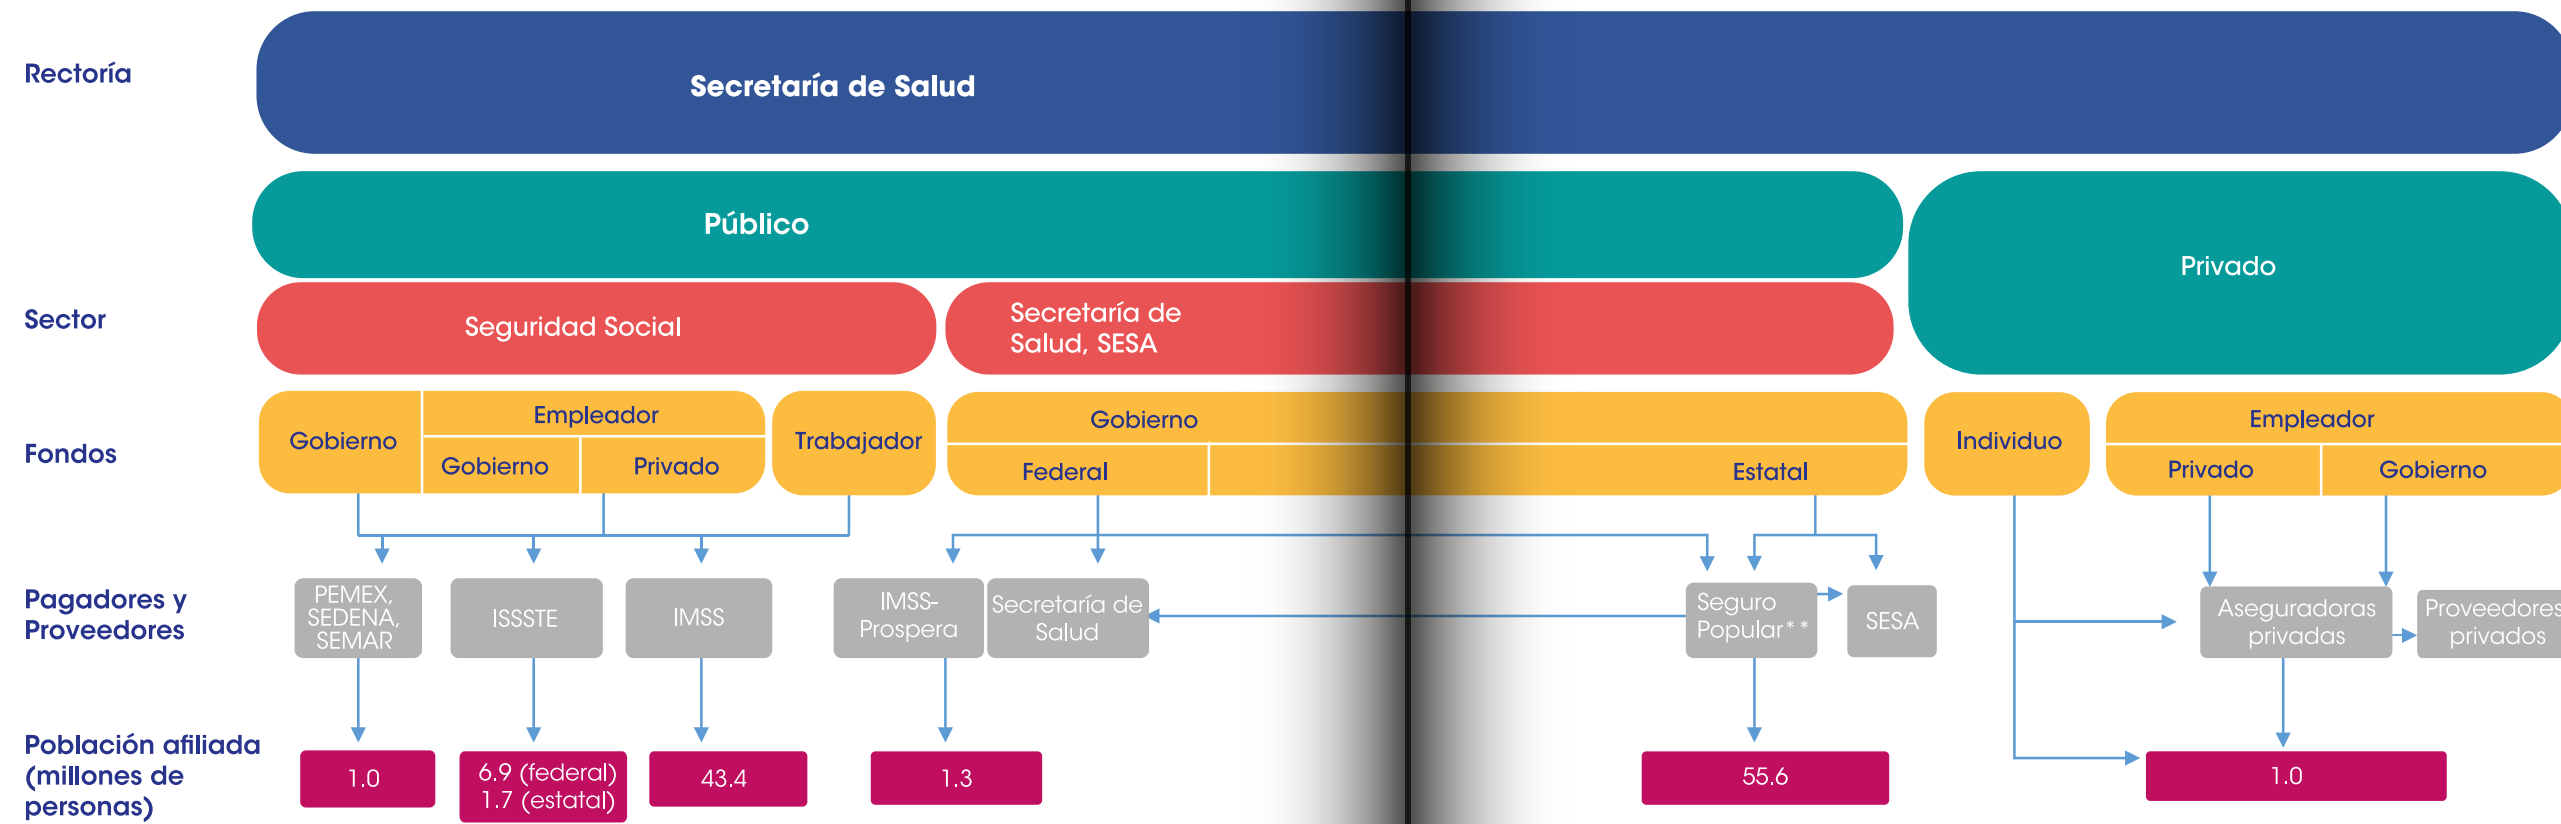 Rectoría
Secretaría de Salud
Público
Privado
Sector
Seguridad Social
Secretaría de
Salud, SESA
Fondos
Gobierno
Empleador
Gobierno
Privado
Trabajador
Gobierno
Federal
Estatal
Individuo
Empleador
Privado
Gobierno
Pagadores y
Proveedores
PEMEX,
SEDENA,
SEMAR
ISSSTE
IMSS
IMSS-
Prospera
Secretaría de
Salud
Seguro
Popular**
SESA
Aseguradoras
privadas
Proveedores
privados
Población afiliada
(millones de
personas)
1.0
6.9 (federal)
1.7 (estatal)
43.4
1.3
55.6
1.0